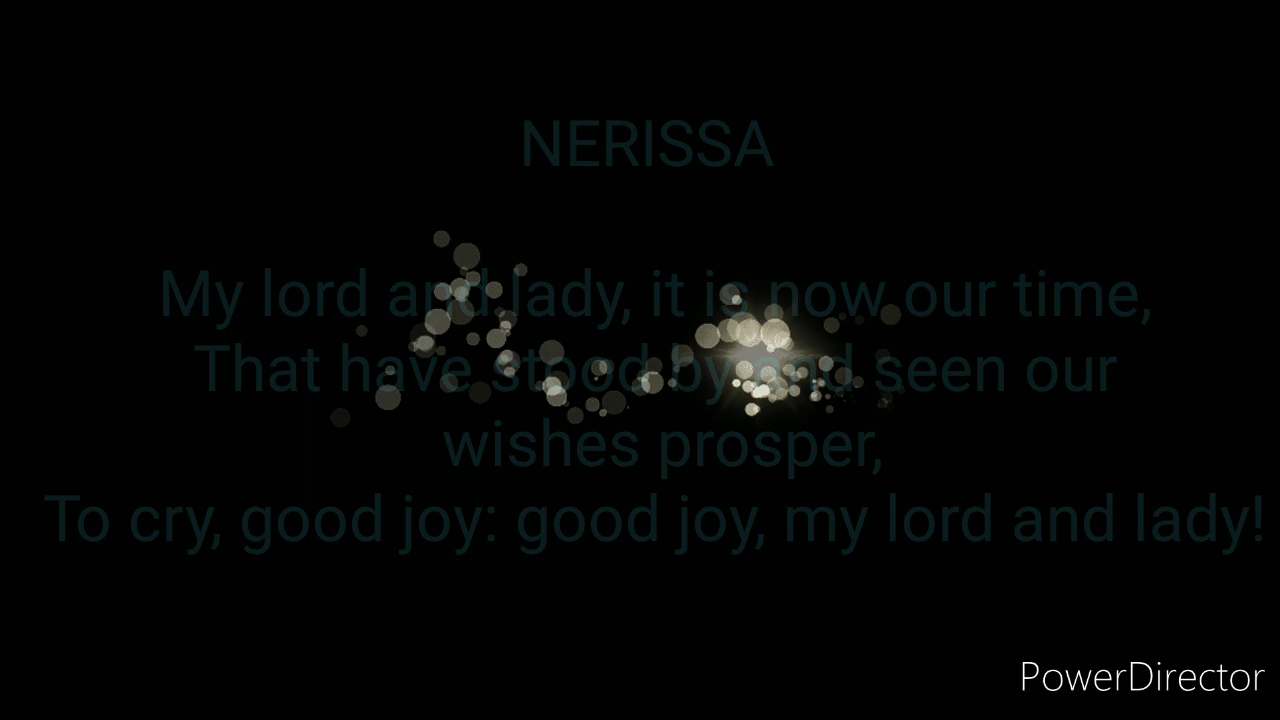 NERISSA
My lord and lady, it is now our time,
That have stood by and seen our
wishes prosper,
To cry, good joy: good joy, my lord and lady!
PowerDirector